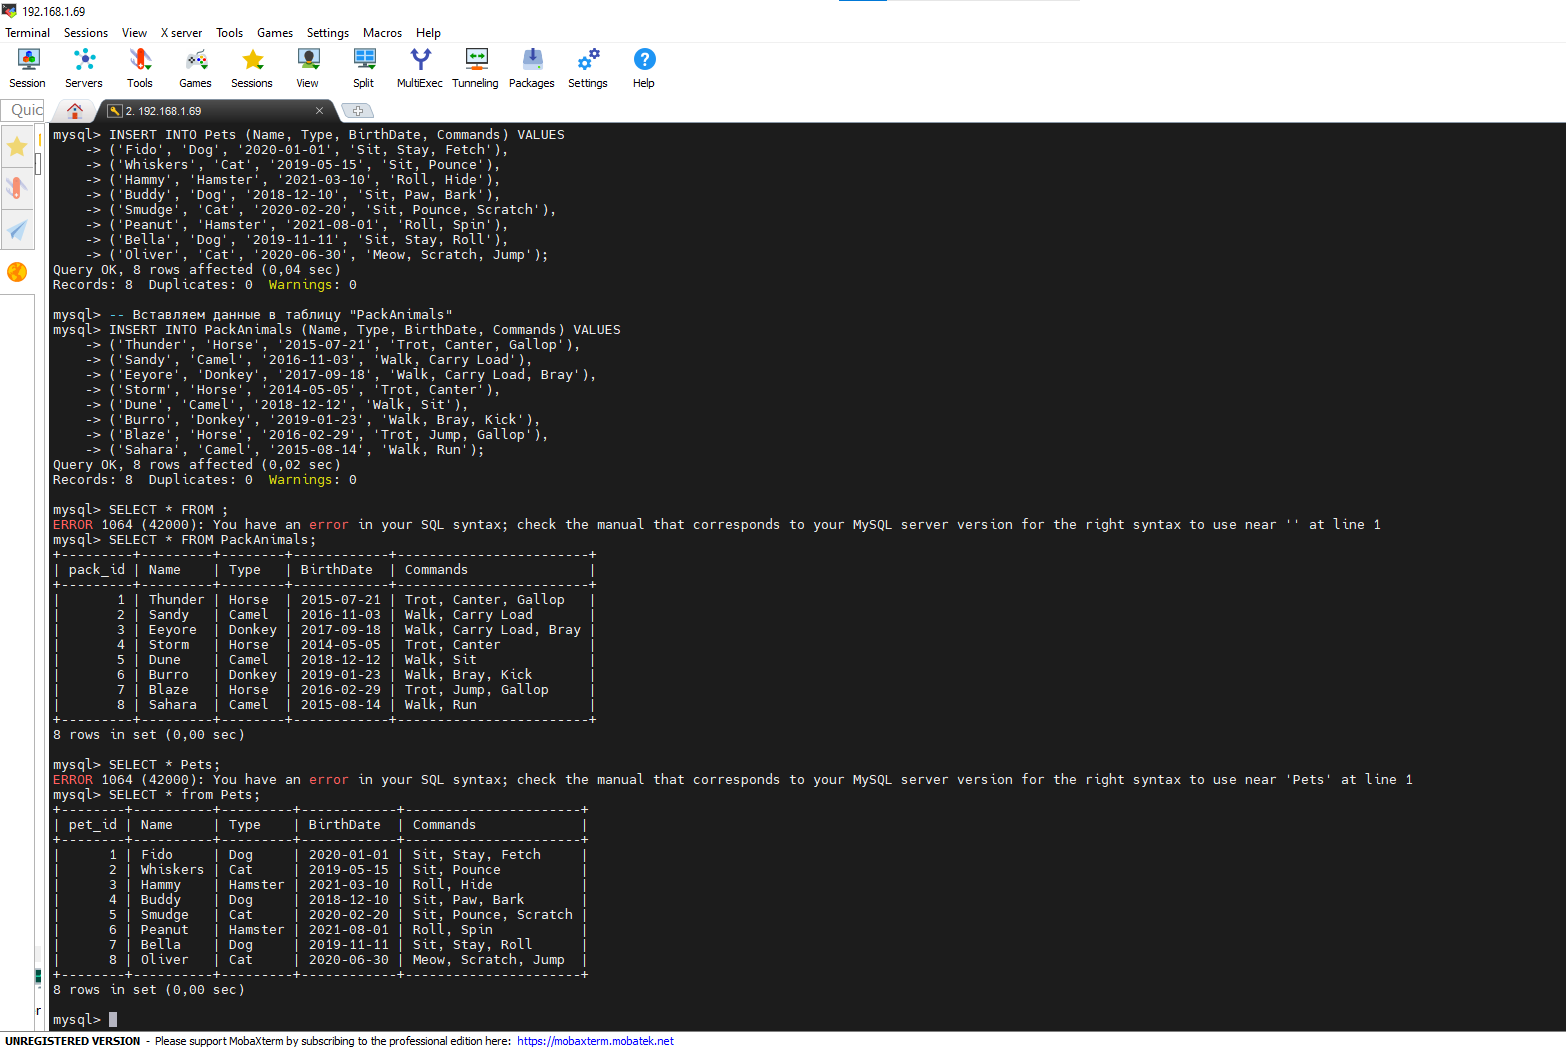 192.168.1.69
Terminal Sessions View X server Tools Games Settings Macros Help
Session Servers Tools Games Sessions View Split MultiExec Tunneling Packages Settings Help
Quic 2. 192.168.1.69
mysql> INSERT INTO Pets (Name, Type, BirthDate, Commands) VALUES
    -> ('Fido', 'Dog', '2020-01-01', 'Sit, Stay, Fetch'),
    -> ('Whiskers', 'Cat', '2019-05-15', 'Sit, Pounce'),
    -> ('Hammy', 'Hamster', '2021-03-10', 'Roll, Hide'),
    -> ('Buddy', 'Dog', '2018-12-10', 'Sit, Paw, Bark'),
    -> ('Smudge', 'Cat', '2020-02-20', 'Sit, Pounce, Scratch'),
    -> ('Peanut', 'Hamster', '2021-08-01', 'Roll, Spin'),
    -> ('Bella', 'Dog', '2019-11-11', 'Sit, Stay, Roll'),
    -> ('Oliver', 'Cat', '2020-06-30', 'Meow, Scratch, Jump');
Query OK, 8 rows affected (0,04 sec)
Records: 8  Duplicates: 0  Warnings: 0
mysql> -- Вставляем данные в таблицу "PackAnimals"
mysql> INSERT INTO PackAnimals (Name, Type, BirthDate, Commands) VALUES
    -> ('Thunder', 'Horse', '2015-07-21', 'Trot, Canter, Gallop'),
    -> ('Sandy', 'Camel', '2016-11-03', 'Walk, Carry Load'),
    -> ('Eeyore', 'Donkey', '2017-09-18', 'Walk, Carry Load, Bray'),
    -> ('Storm', 'Horse', '2014-05-05', 'Trot, Canter'),
    -> ('Dune', 'Camel', '2018-12-12', 'Walk, Sit'),
    -> ('Burro', 'Donkey', '2019-01-23', 'Walk, Bray, Kick'),
    -> ('Blaze', 'Horse', '2016-02-29', 'Trot, Jump, Gallop'),
    -> ('Sahara', 'Camel', '2015-08-14', 'Walk, Run');
Query OK, 8 rows affected (0,02 sec)
Records: 8  Duplicates: 0  Warnings: 0
mysql> SELECT * FROM ;
ERROR 1064 (42000): You have an error in your SQL syntax; check the manual that corresponds to your MySQL server version for the right syntax to use near '' at line 1
mysql> SELECT * FROM PackAnimals;
+---------+---------+--------+------------+------------------------+
| pack_id | Name    | Type   | BirthDate  | Commands               |
+---------+---------+--------+------------+------------------------+
|       1 | Thunder | Horse  | 2015-07-21 | Trot, Canter, Gallop   |
|       2 | Sandy   | Camel  | 2016-11-03 | Walk, Carry Load       |
|       3 | Eeyore  | Donkey | 2017-09-18 | Walk, Carry Load, Bray |
|       4 | Storm   | Horse  | 2014-05-05 | Trot, Canter           |
|       5 | Dune    | Camel  | 2018-12-12 | Walk, Sit              |
|       6 | Burro   | Donkey | 2019-01-23 | Walk, Bray, Kick       |
|       7 | Blaze   | Horse  | 2016-02-29 | Trot, Jump, Gallop     |
|       8 | Sahara  | Camel  | 2015-08-14 | Walk, Run              |
+---------+---------+--------+------------+------------------------+
8 rows in set (0,00 sec)
mysql> SELECT * Pets;
ERROR 1064 (42000): You have an error in your SQL syntax; check the manual that corresponds to your MySQL server version for the right syntax to use near 'Pets' at line 1
mysql> SELECT * from Pets;
+--------+----------+---------+------------+----------------------+
| pet_id | Name     | Type    | BirthDate  | Commands             |
+--------+----------+---------+------------+----------------------+
|      1 | Fido     | Dog     | 2020-01-01 | Sit, Stay, Fetch     |
|      2 | Whiskers | Cat     | 2019-05-15 | Sit, Pounce          |
|      3 | Hammy    | Hamster | 2021-03-10 | Roll, Hide           |
|      4 | Buddy    | Dog     | 2018-12-10 | Sit, Paw, Bark       |
|      5 | Smudge   | Cat     | 2020-02-20 | Sit, Pounce, Scratch |
|      6 | Peanut   | Hamster | 2021-08-01 | Roll, Spin           |
|      7 | Bella    | Dog     | 2019-11-11 | Sit, Stay, Roll      |
|      8 | Oliver   | Cat     | 2020-06-30 | Meow, Scratch, Jump  |
+--------+----------+---------+------------+----------------------+
8 rows in set (0,00 sec)
r
mysql>
UNREGISTERED VERSION - Please support MobaXterm by subscribing to the professional edition here: https://mobaxterm.mobatek.net